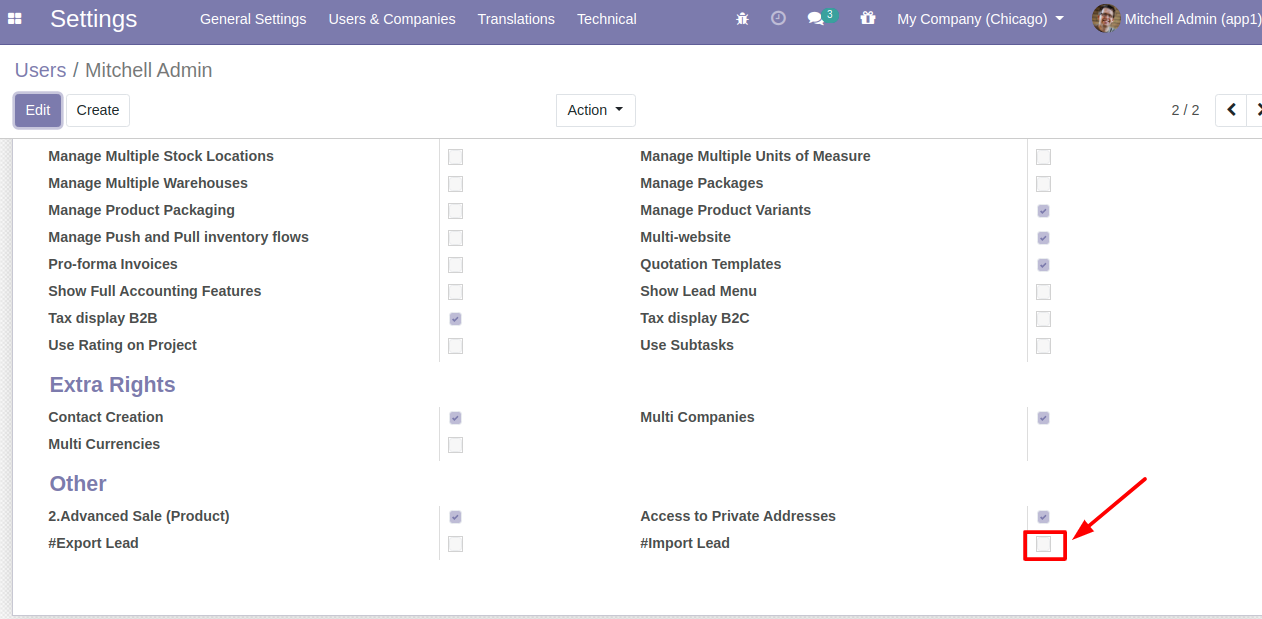 Settings General Settings Users & Companies Translations Technical 3 My Company (Chicago) Mitchell Admin (app1)
Users / Mitchell Admin
Edit Create Action 2 / 2
Manage Multiple Stock Locations Manage Multiple Units of Measure
Manage Multiple Warehouses Manage Packages
Manage Product Packaging Manage Product Variants
Manage Push and Pull inventory flows Multi-website
Pro-forma Invoices Quotation Templates
Show Full Accounting Features Show Lead Menu
Tax display B2B Tax display B2C
Use Rating on Project Use Subtasks
Extra Rights
Contact Creation Multi Companies
Multi Currencies
Other
2.Advanced Sale (Product) Access to Private Addresses
#Export Lead #Import Lead